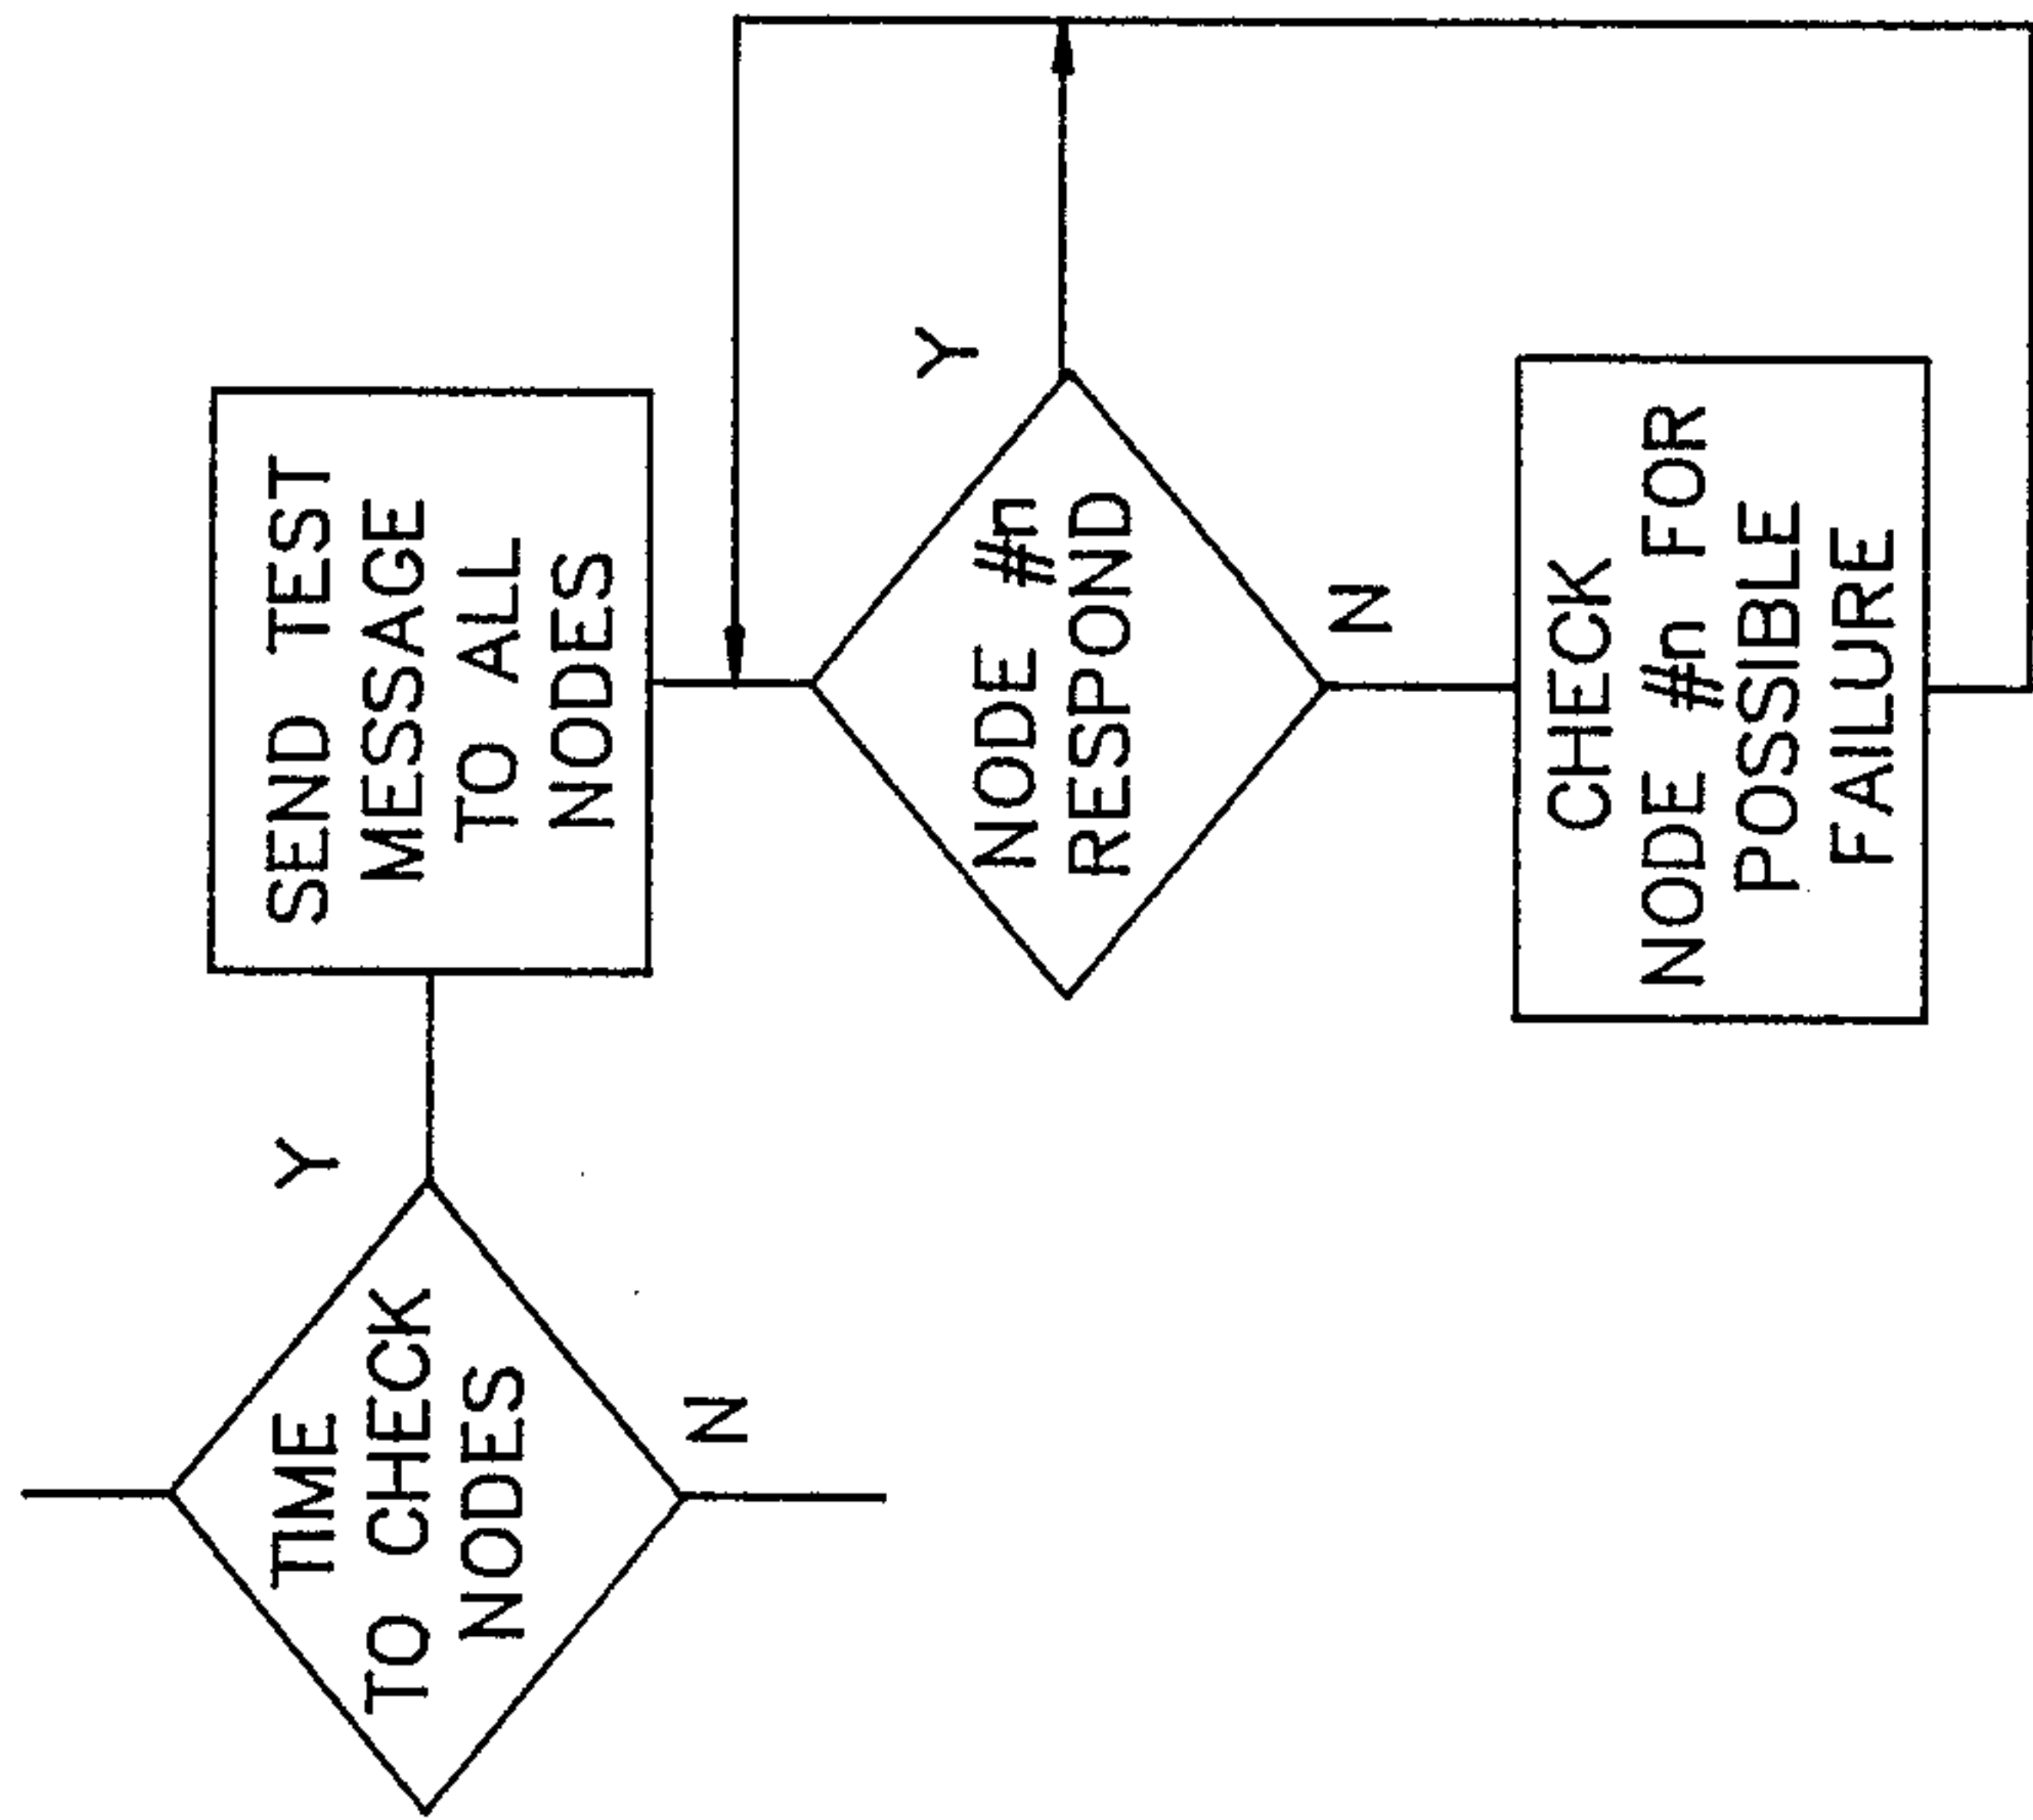 TIME
TO CHECK
NODES
Y
N
SEND TEST
MESSAGE
TO ALL
NODES
NODE #n
RESPOND
Y
N
CHECK
NODE #n FOR
POSSIBLE
FAILURE